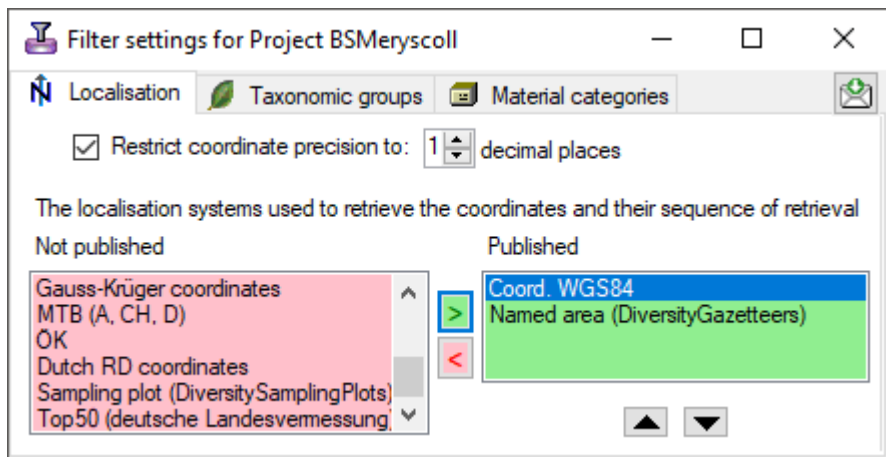 Filter settings for Project BSMeryscoll
Localisation Taxonomic groups Material categories
Restrict coordinate precision to: 1 decimal places
The localisation systems used to retrieve the coordinates and their sequence of retrieval
Not published Published
Gauss-Krüger coordinates
MTB (A, CH, D)
ÖK
Dutch RD coordinates
Sampling plot (DiversitySamplingPlots)
Top50 (deutsche Landesvermessung)
>
<
Coord. WGS84
Named area (DiversityGazetteers)